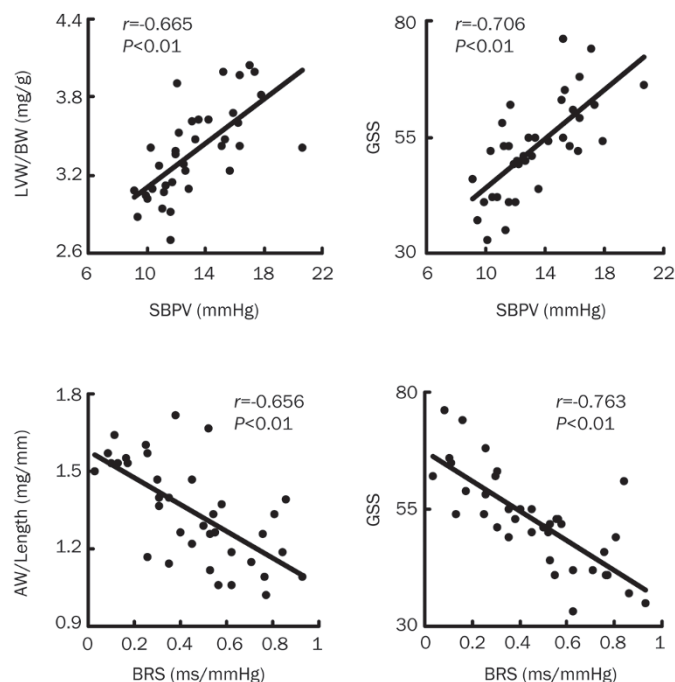 r=-0.665
P<0.01
LVW/BW (mg/g)
4.4
3.8
3.2
2.6
6
10
14
18
22
SBPV (mmHg)
r=-0.706
P<0.01
GSS
80
55
30
6
10
14
18
22
SBPV (mmHg)
r=-0.656
P<0.01
AW/Length (mg/mm)
1.8
1.5
1.2
0.9
0
0.2
0.4
0.6
0.8
1
BRS (ms/mmHg)
r=-0.763
P<0.01
GSS
80
55
30
0
0.2
0.4
0.6
0.8
1
BRS (ms/mmHg)